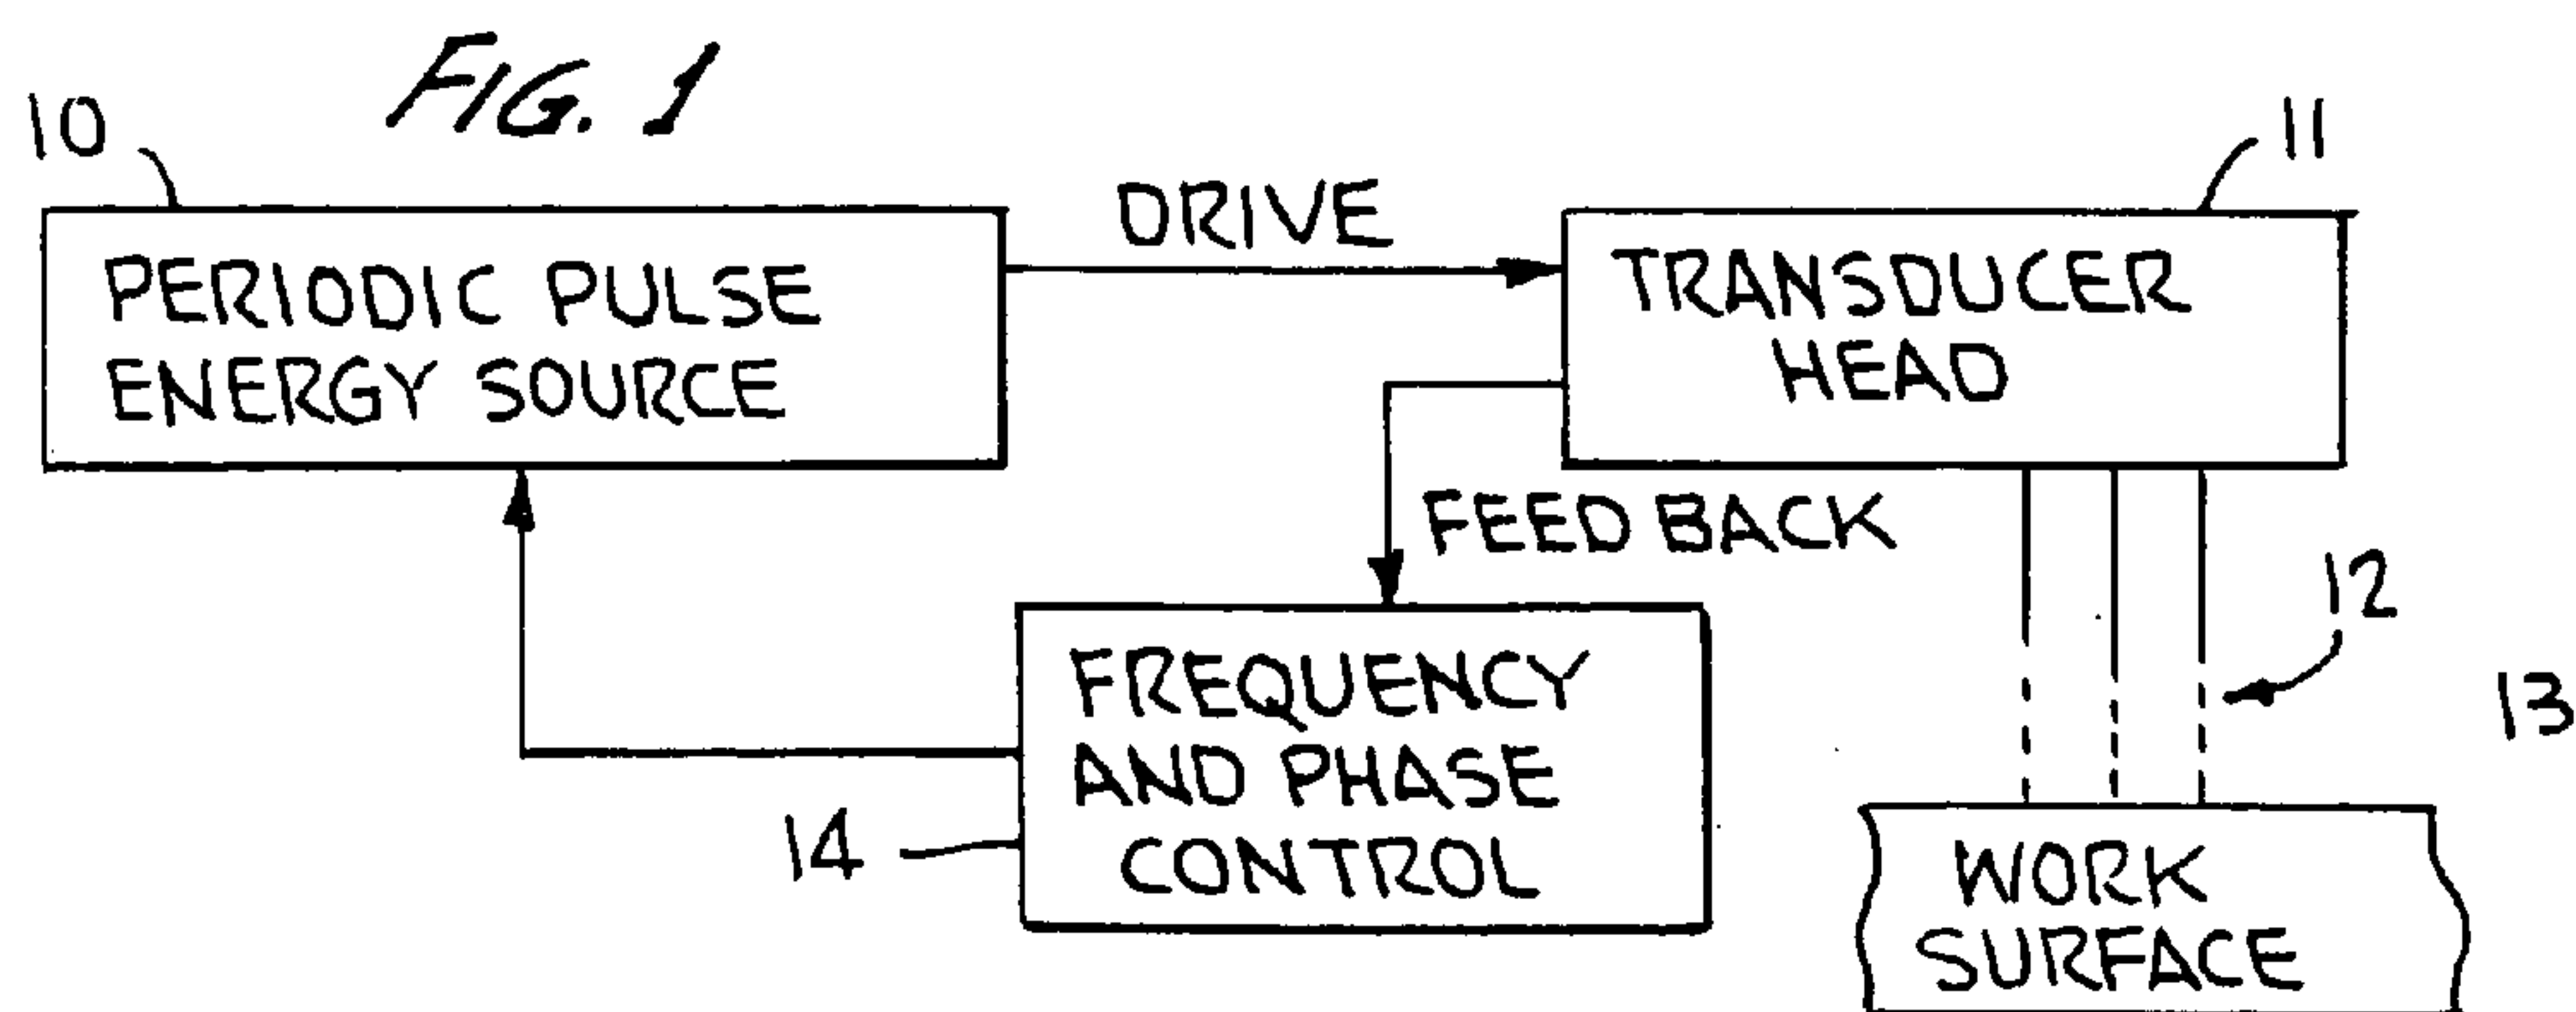 FIG. 1
10
11
DRIVE
PERIODIC PULSE
ENERGY SOURCE
TRANSDUCER
HEAD
FEED BACK
12
13
FREQUENCY
AND PHASE
CONTROL
14
WORK
SURFACE